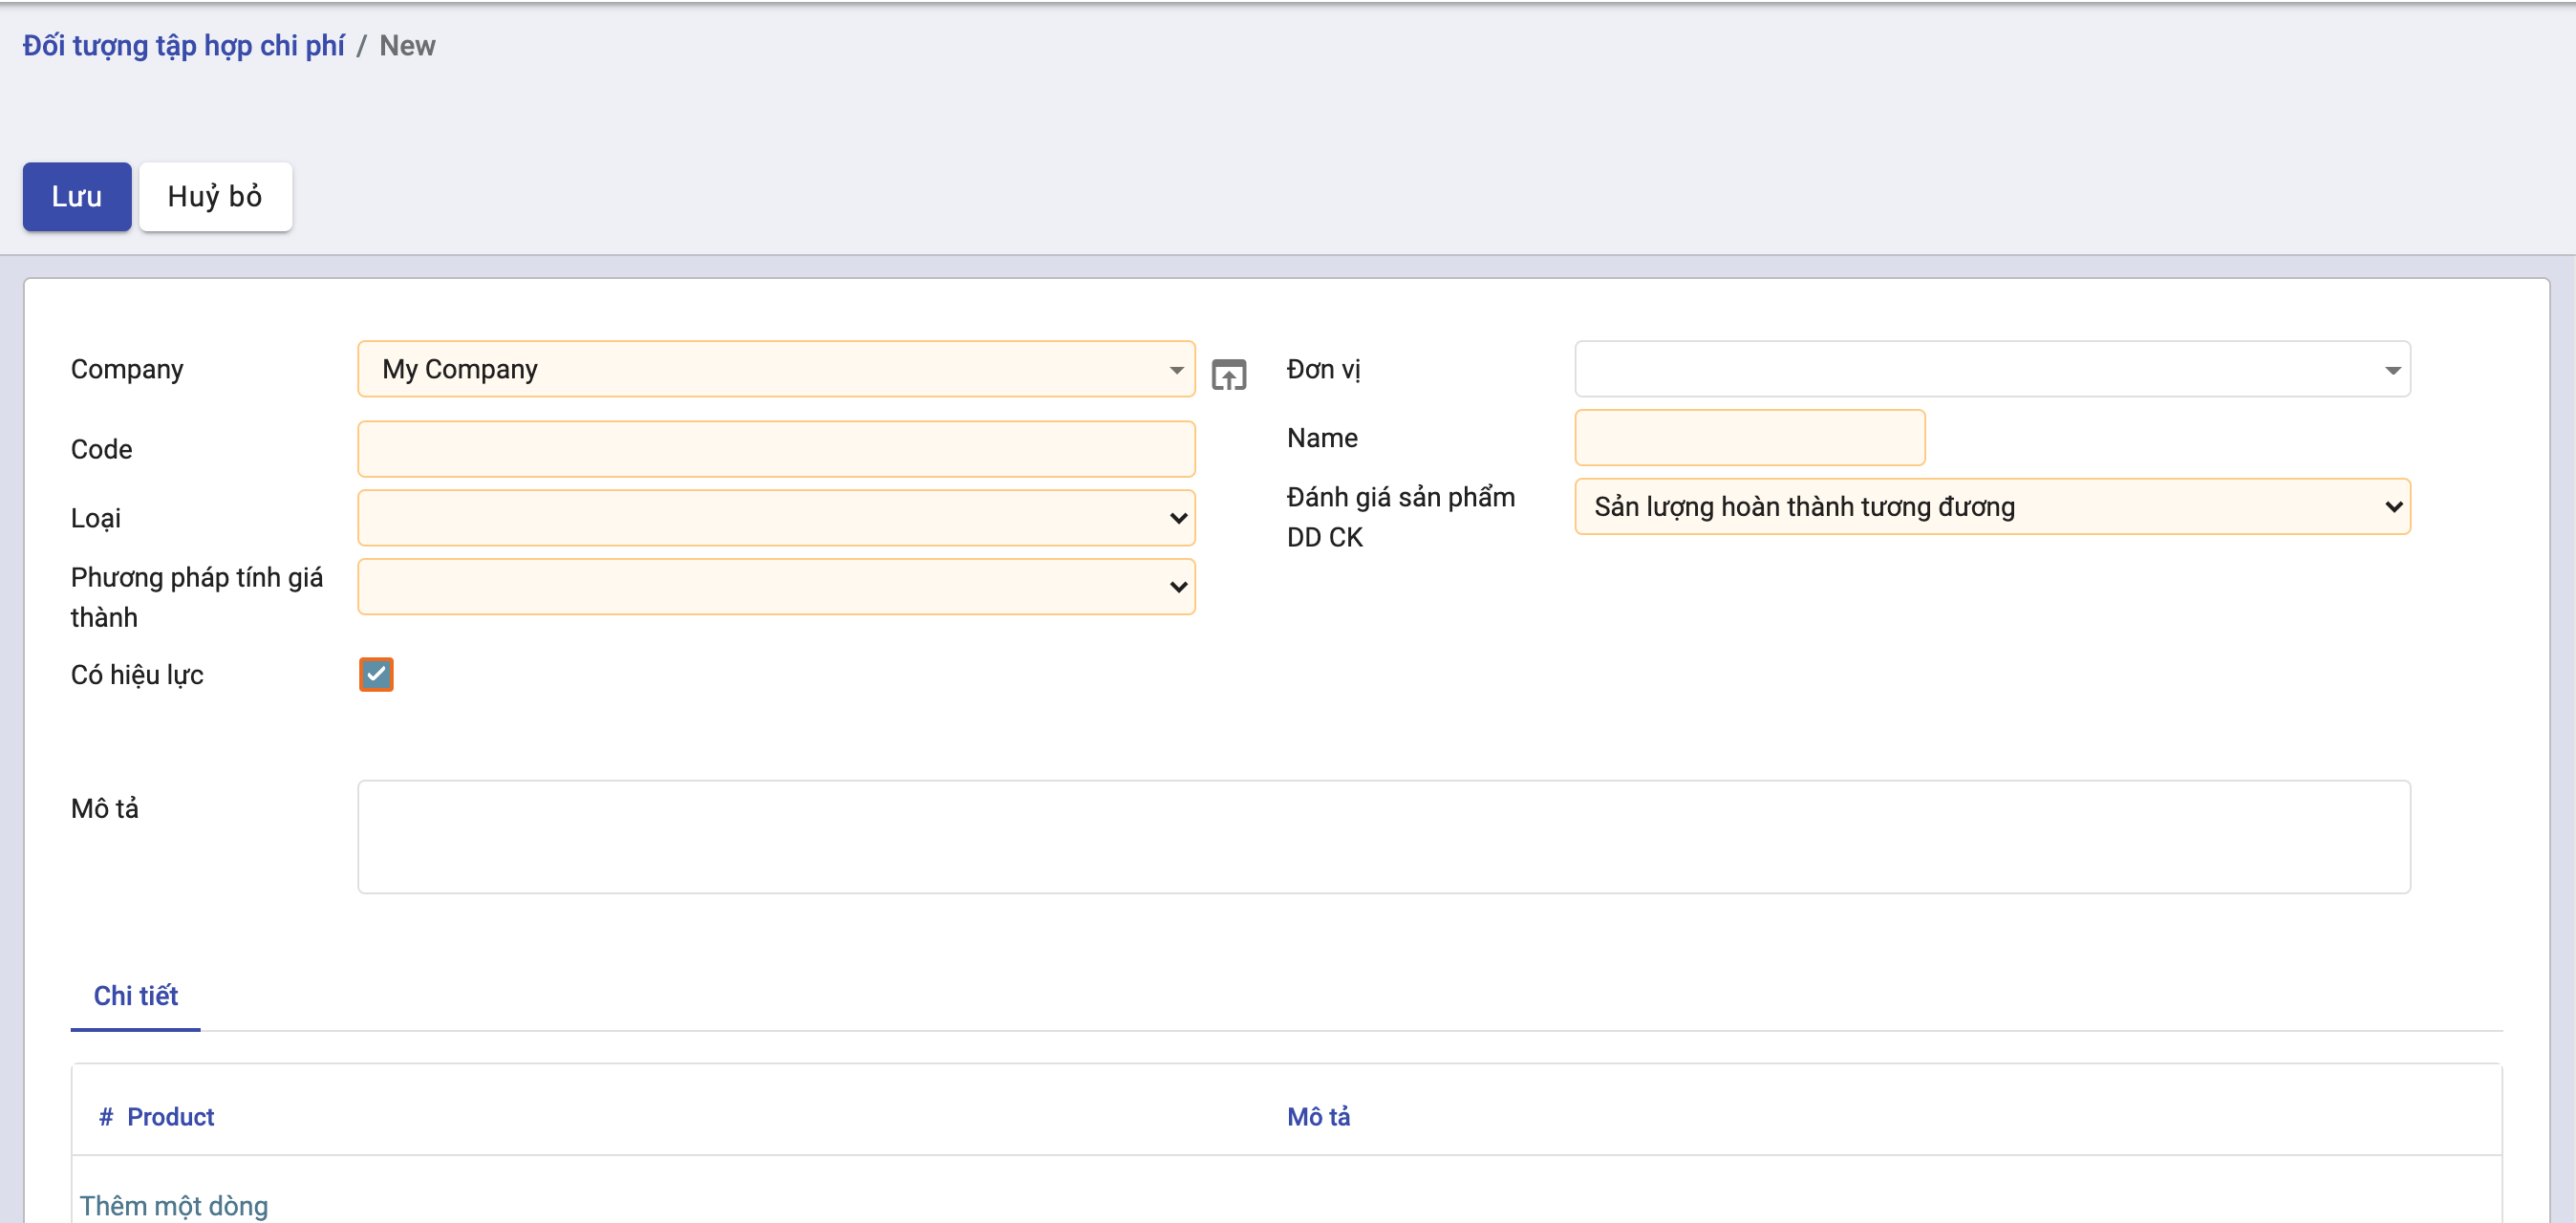 Đối tượng tập hợp chi phí / New
Lưu
Huỷ bỏ
Company
My Company
Đơn vị
Code
Name
Loại
Đánh giá sản phẩm
DD CK
Sản lượng hoàn thành tương đương
Phương pháp tính giá
thành
Có hiệu lực
Mô tả
Chi tiết
# Product
Mô tả
Thêm một dòng